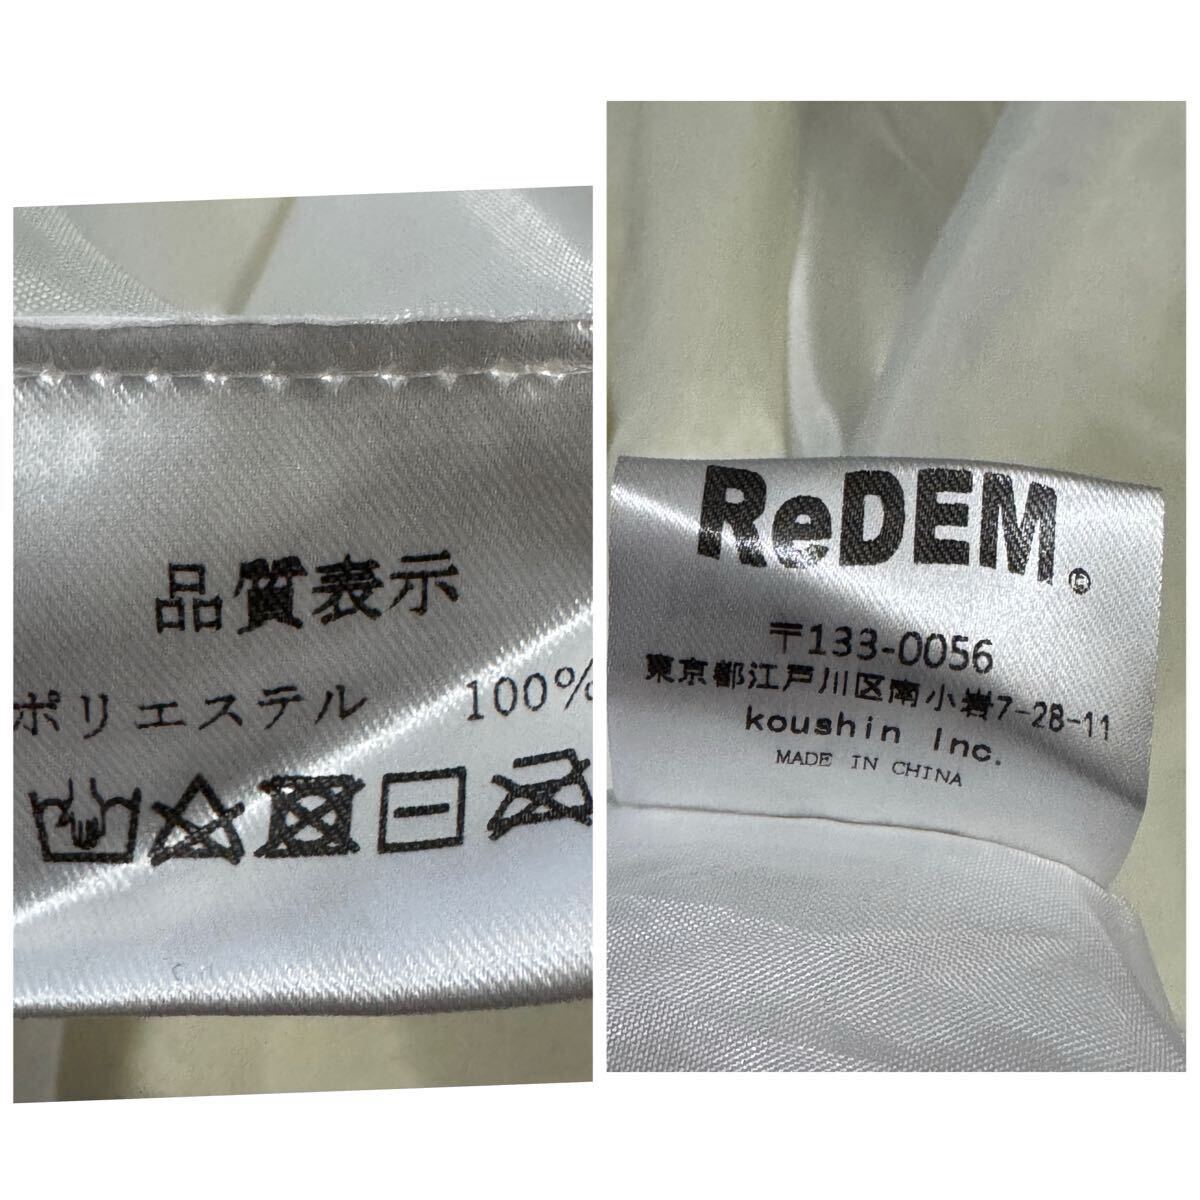 品質表示
ポリエステル 100%
ReDEM®
〒133-0056
東京都江戸川区南小岩7-28-11
koushin Inc.
MADE IN CHINA